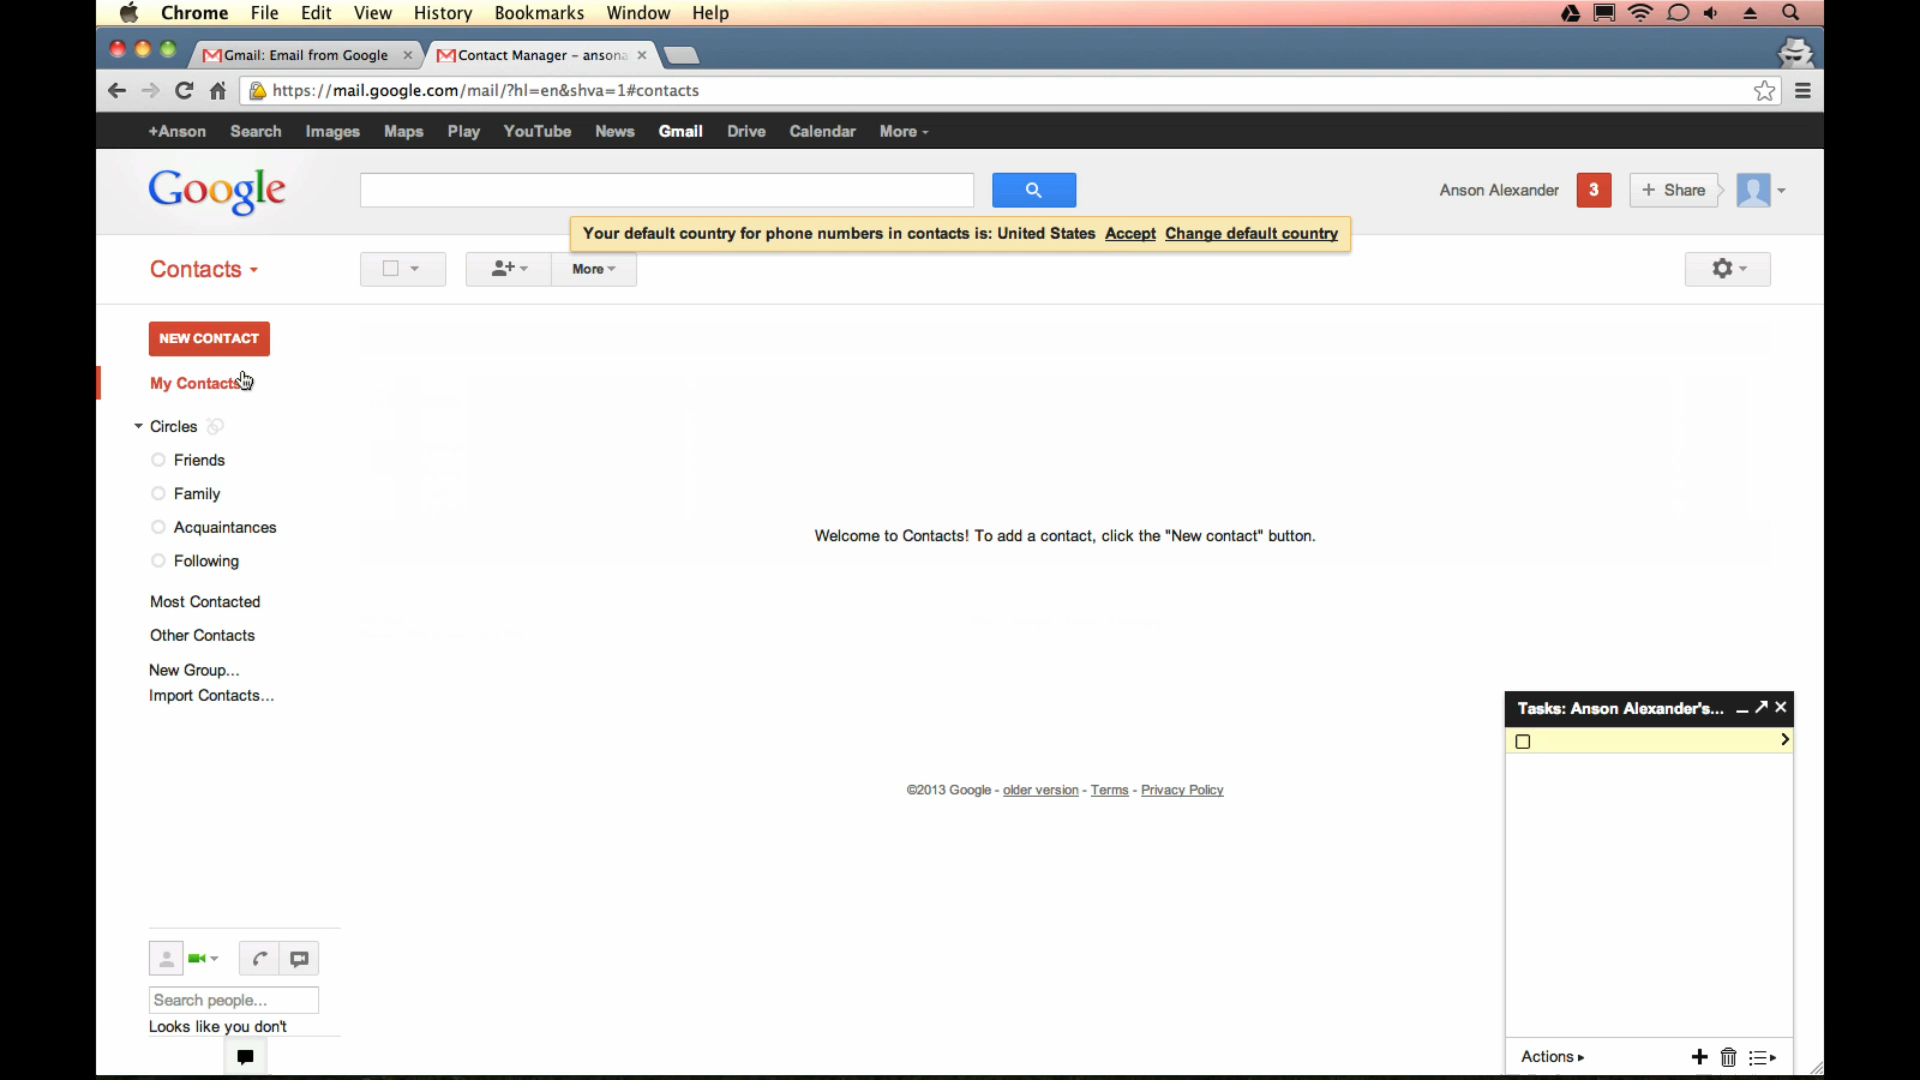 Chrome File Edit View History Bookmarks Window Help
Gmail: Email from Google
Contact Manager – ansona
https://mail.google.com/mail/?hl=en&shva=1#contacts
+Anson Search Images Maps Play YouTube News Gmail Drive Calendar More
Google
Anson Alexander 3 + Share
Your default country for phone numbers in contacts is: United States Accept Change default country
Contacts
More
NEW CONTACT
My Contacts
Circles
Friends
Family
Acquaintances
Following
Most Contacted
Other Contacts
New Group...
Import Contacts...
Welcome to Contacts! To add a contact, click the "New contact" button.
©2013 Google - older version - Terms - Privacy Policy
Tasks: Anson Alexander's...
Actions
Search people...
Looks like you don't